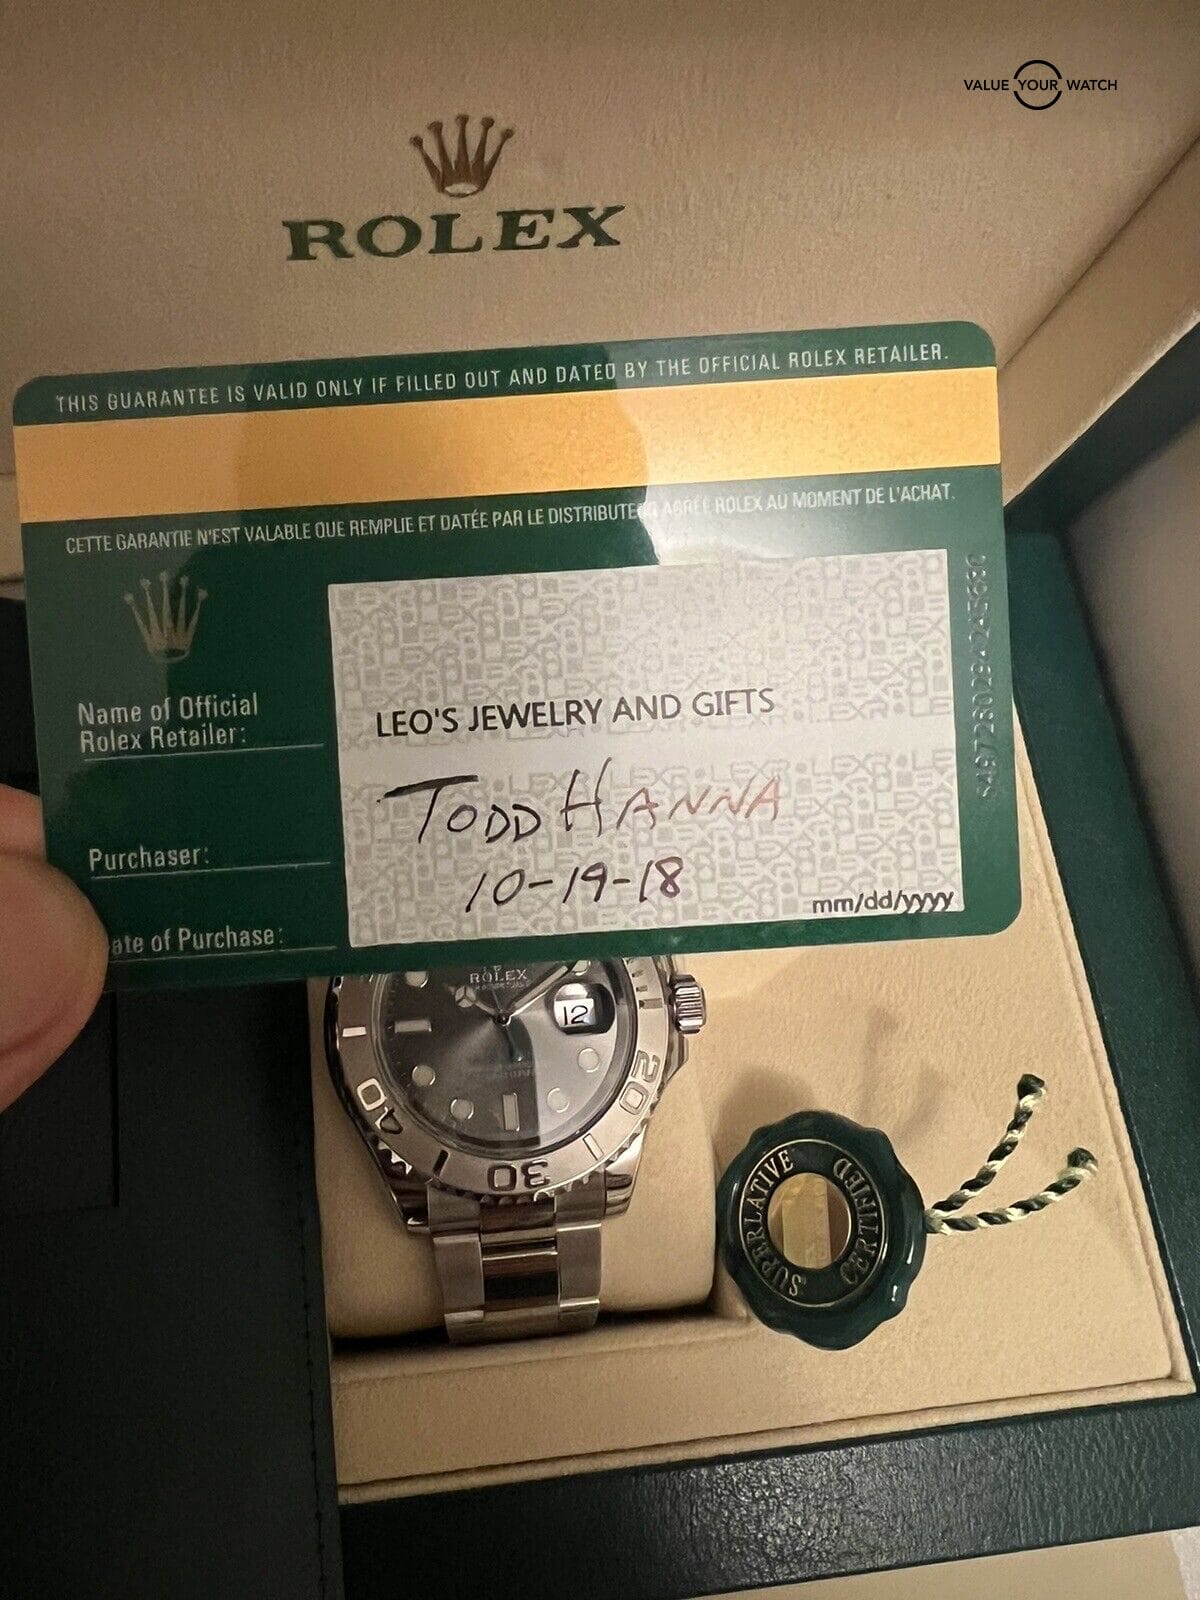 VALUE YOUR WATCH
ROLEX
THIS GUARANTEE IS VALID ONLY IF FILLED OUT AND DATED BY THE OFFICIAL ROLEX RETAILER.
CETTE GARANTIE N'EST VALABLE QUE REMPLIE ET DATÉE PAR LE DISTRIBUTEUR AGRÉÉ ROLEX AU MOMENT DE L'ACHAT.
Name of Official
Rolex Retailer:
LEO'S JEWELRY AND GIFTS
Purchaser:
TODD HANNA
ate of Purchase:
10-19-18
mm/dd/yyyy
ROLEX
12
20
30
40
SUPERLATIVE
CERTIFIED